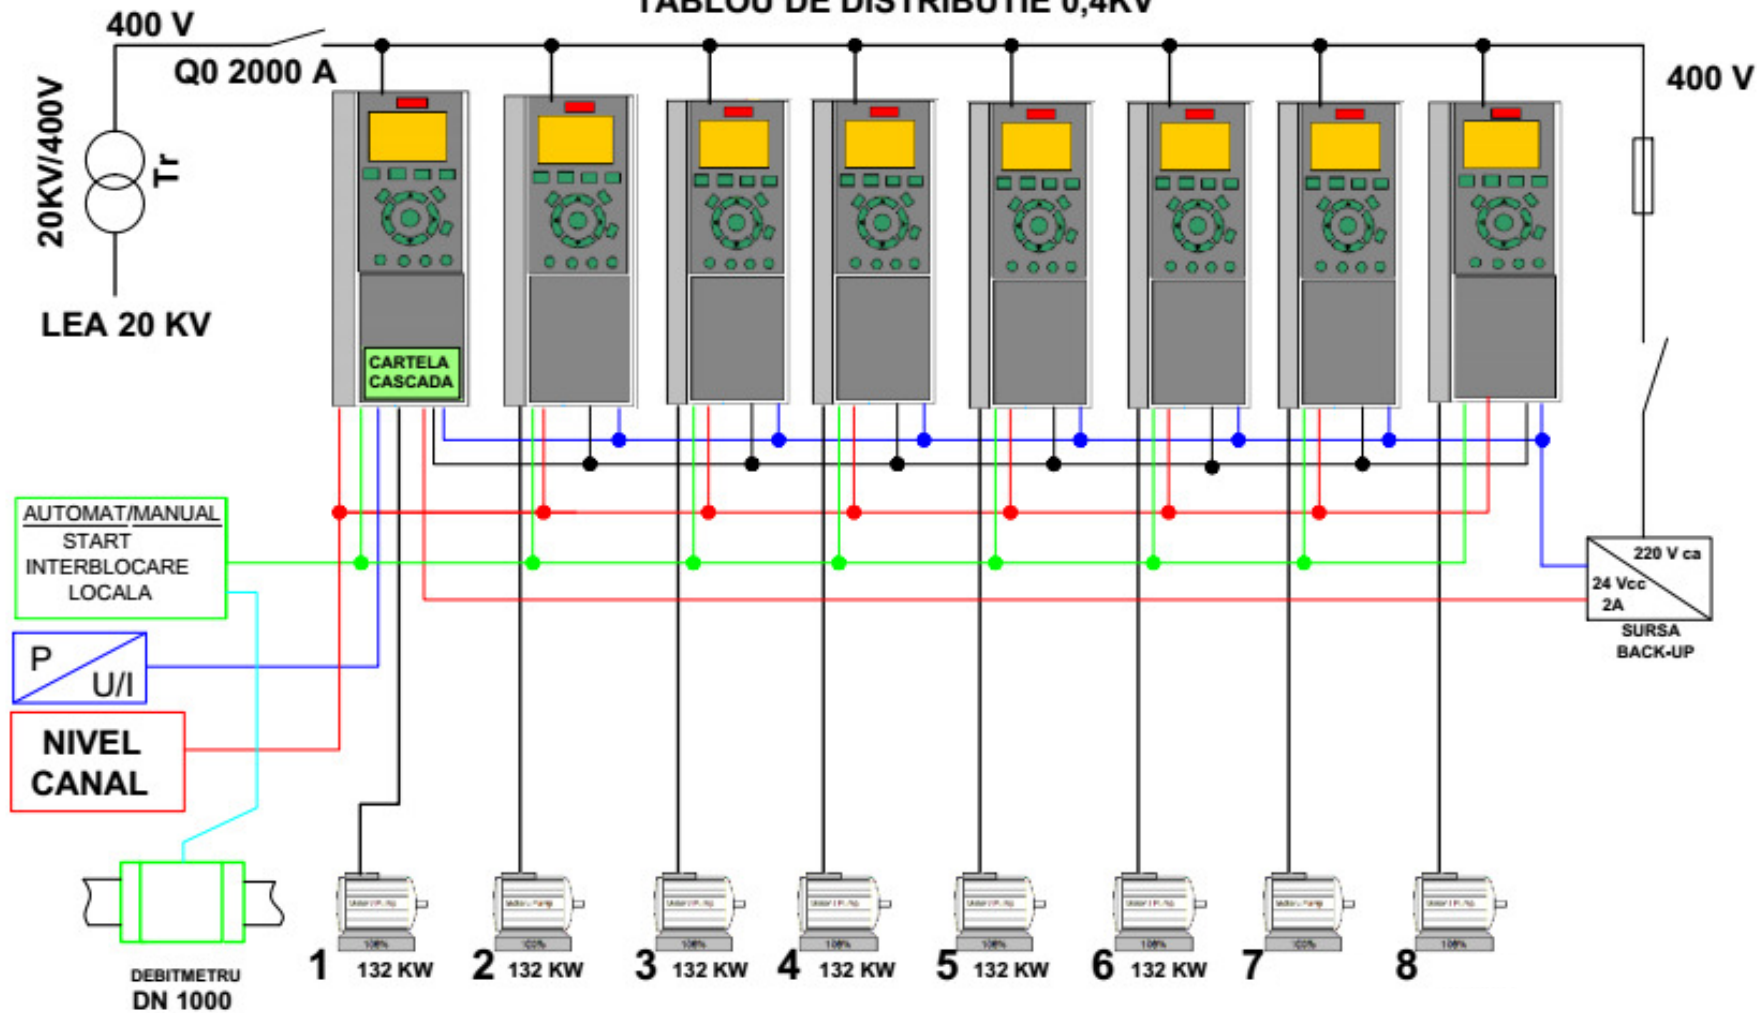 TABLOU DE DISTRIBUTIE 0,4KV
400 V
Q0 2000 A
400 V
20KV/400V
Tr
LEA 20 KV
CARTELA
CASCADA
AUTOMAT/MANUAL
START
INTERBLOCARE
LOCALA
220 V ca
24 Vcc
2A
SURSA
BACK-UP
P
U/I
NIVEL
CANAL
DEBITMETRU
DN 1000
1 132 KW
2 132 KW
3 132 KW
4 132 KW
5 132 KW
6 132 KW
7
8